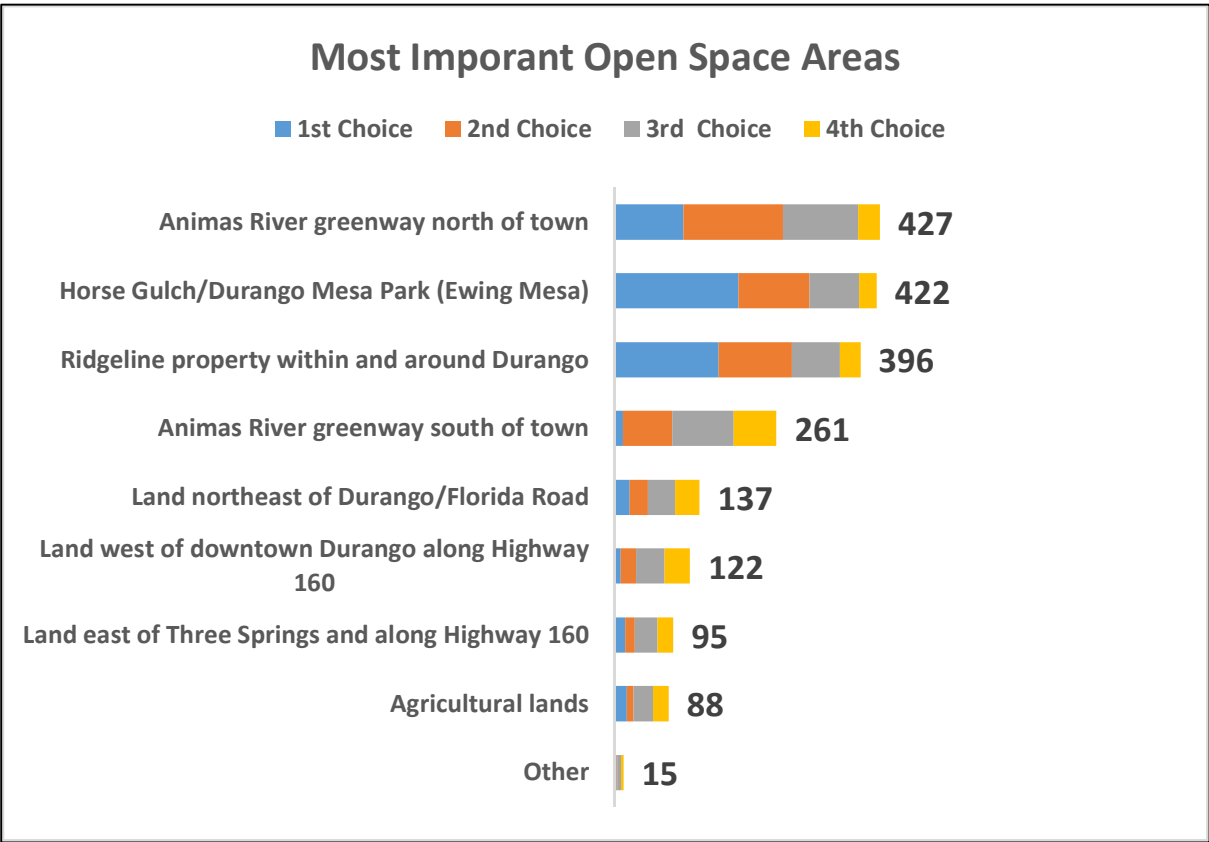 Most Imporant Open Space Areas
1st Choice 2nd Choice 3rd Choice 4th Choice
Animas River greenway north of town 427
Horse Gulch/Durango Mesa Park (Ewing Mesa) 422
Ridgeline property within and around Durango 396
Animas River greenway south of town 261
Land northeast of Durango/Florida Road 137
Land west of downtown Durango along Highway
160 122
Land east of Three Springs and along Highway 160 95
Agricultural lands 88
Other 15